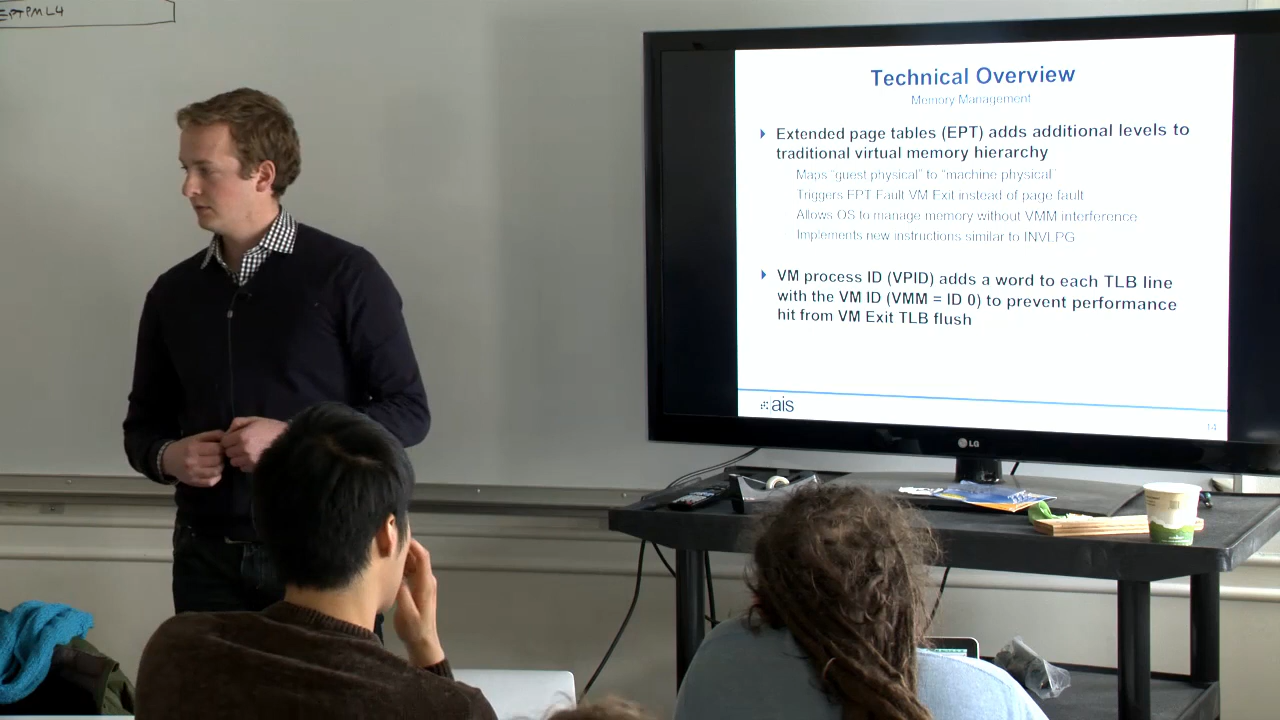 EPTPML4
Technical Overview
Memory Management
Extended page tables (EPT) adds additional levels to
traditional virtual memory hierarchy
Maps "guest physical" to "machine physical"
Triggers EPT Fault VM Exit instead of page fault
Allows OS to manage memory without VMM interference
Implements new instructions similar to INVLPG
VM process ID (VPID) adds a word to each TLB line
with the VM ID (VMM = ID 0) to prevent performance
hit from VM Exit TLB flush
ais
14
LG